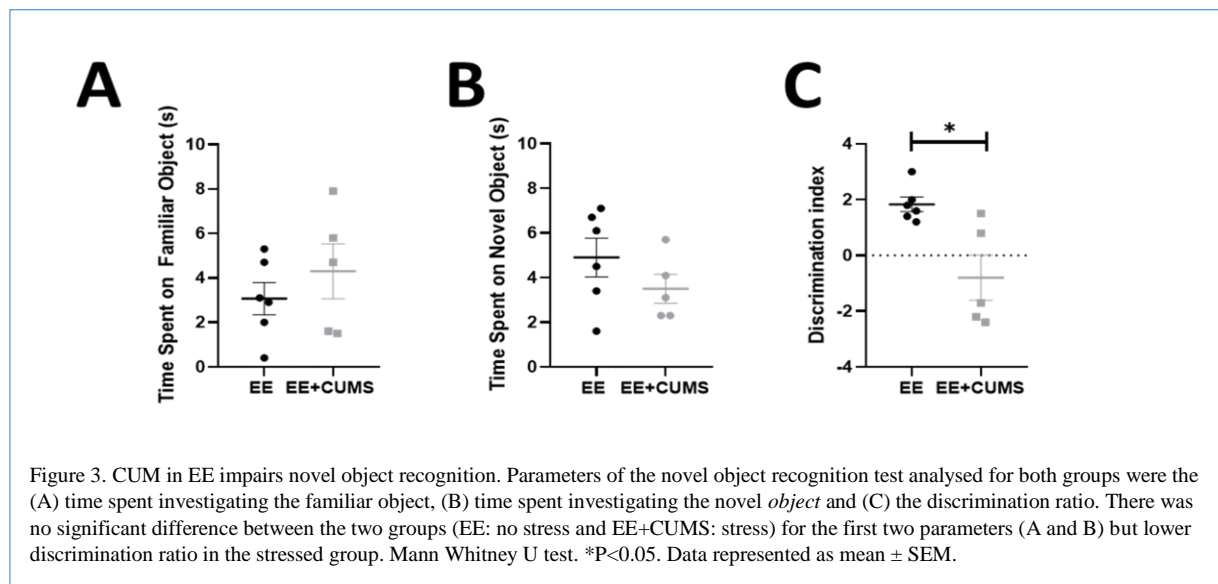 A
B
C
Time Spent on Familiar Object (s)
10
8
6
4
2
0
EE EE+CUMS
Time Spent on Novel Object (s)
10
8
6
4
2
0
EE EE+CUMS
Discrimination index
4
2
0
-2
-4
*
EE EE+CUMS
Figure 3. CUM in EE impairs novel object recognition. Parameters of the novel object recognition test analysed for both groups were the
(A) time spent investigating the familiar object, (B) time spent investigating the novel object and (C) the discrimination ratio. There was
no significant difference between the two groups (EE: no stress and EE+CUMS: stress) for the first two parameters (A and B) but lower
discrimination ratio in the stressed group. Mann Whitney U test. *P<0.05. Data represented as mean ± SEM.